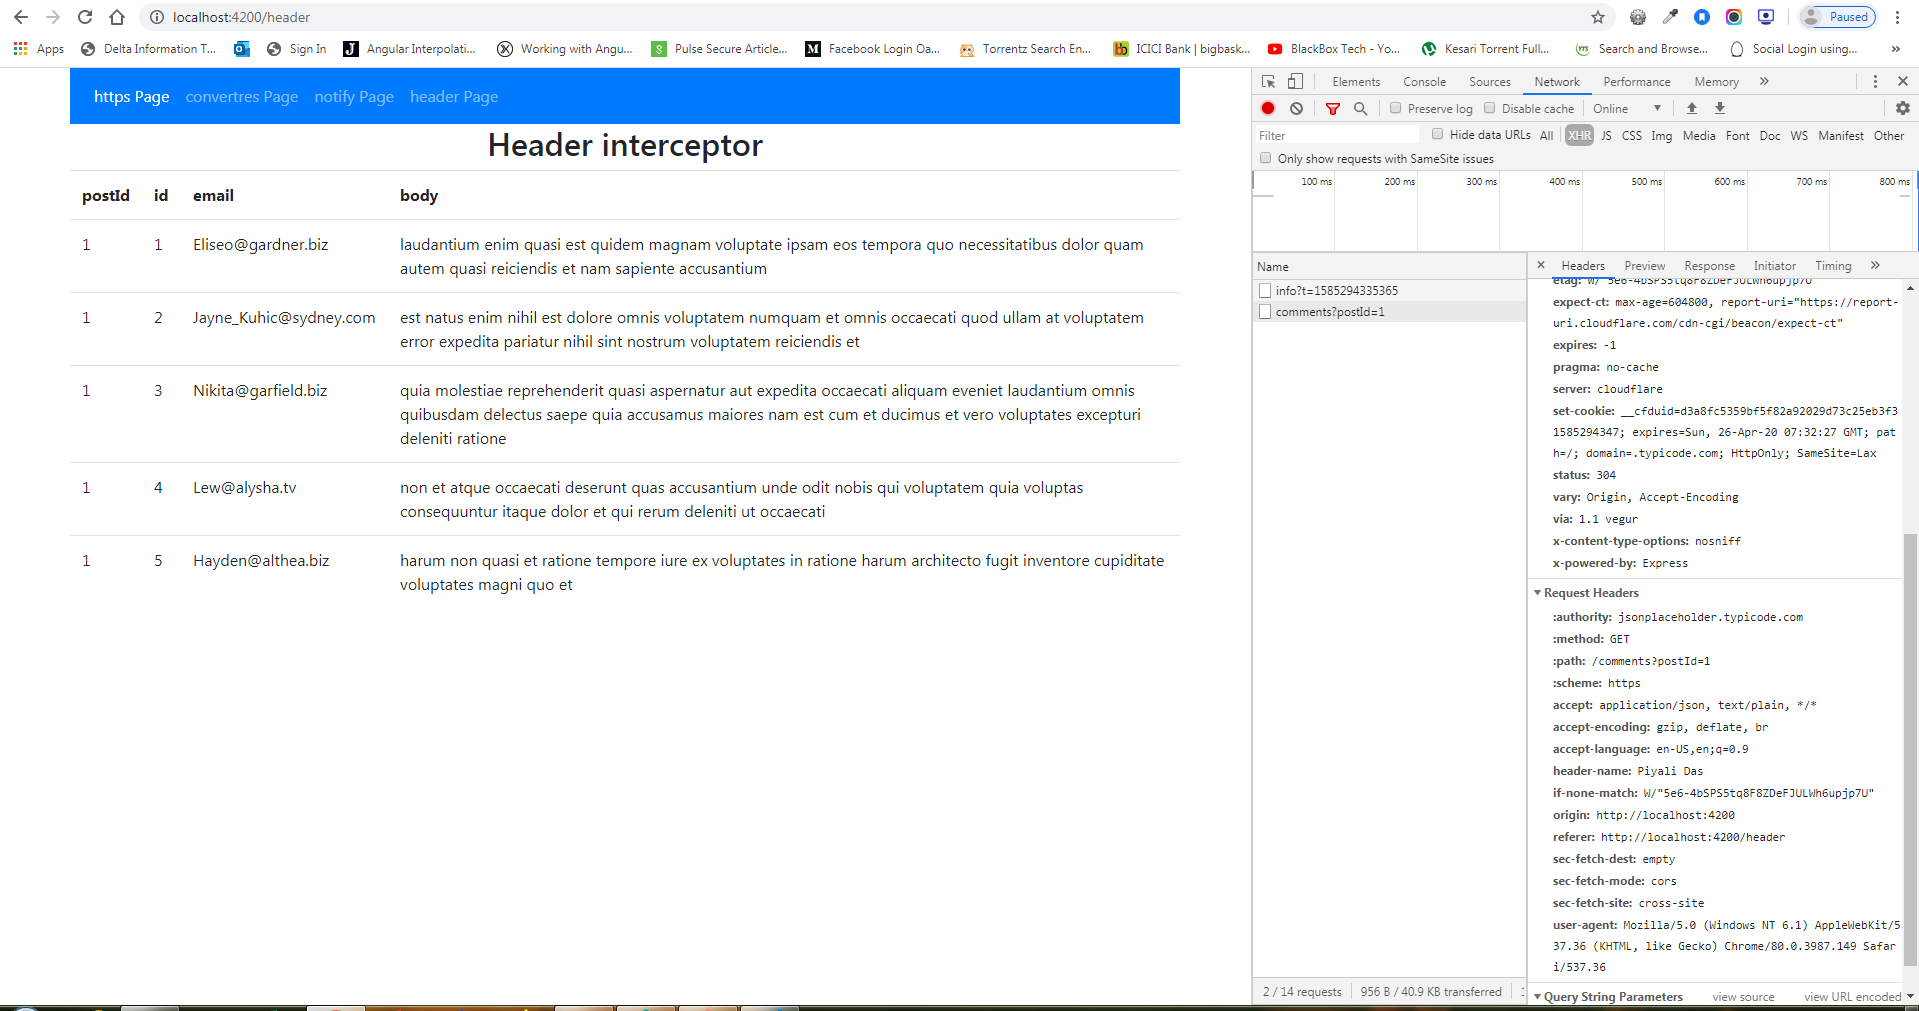 localhost:4200/header
Paused
Apps
Delta Information T...
Sign In
Angular Interpolati...
Working with Angu...
Pulse Secure Article...
Facebook Login Oa...
Torrentz Search En...
ICICI Bank | bigbask...
BlackBox Tech - Yo...
Kesari Torrent Full...
Search and Browse...
Social Login using...
»
https Page convertres Page notify Page header Page
Header interceptor
postId id email body
1 1 Eliseo@gardner.biz laudantium enim quasi est quidem magnam voluptate ipsam eos tempora quo necessitatibus dolor quam
autem quasi reiciendis et nam sapiente accusantium
1 2 Jayne_Kuhic@sydney.com est natus enim nihil est dolore omnis voluptatem numquam et omnis occaecati quod ullam at voluptatem
error expedita pariatur nihil sint nostrum voluptatem reiciendis et
1 3 Nikita@garfield.biz quia molestiae reprehenderit quasi aspernatur aut expedita occaecati aliquam eveniet laudantium omnis
quibusdam delectus saepe quia accusamus maiores nam est cum et ducimus et vero voluptates excepturi
deleniti ratione
1 4 Lew@alysha.tv non et atque occaecati deserunt quas accusantium unde odit nobis qui voluptatem quia voluptas
consequuntur itaque dolor et qui rerum deleniti ut occaecati
1 5 Hayden@althea.biz harum non quasi et ratione tempore iure ex voluptates in ratione harum architecto fugit inventore cupiditate
voluptates magni quo et
Elements Console Sources Network Performance Memory »
Preserve log Disable cache Online
Filter Hide data URLs All XHR JS CSS Img Media Font Doc WS Manifest Other
Only show requests with SameSite issues
100 ms 200 ms 300 ms 400 ms 500 ms 600 ms 700 ms 800 ms
Name
info?t=1585294335365
comments?postId=1
Headers Preview Response Initiator Timing »
etag: W/"5e6-4bSPS5tq8F8ZDeFJULWh6upjp7U"
expect-ct: max-age=604800, report-uri="https://report-
uri.cloudflare.com/cdn-cgi/beacon/expect-ct"
expires: -1
pragma: no-cache
server: cloudflare
set-cookie: __cfduid=d3a8fc5359bf5f82a92029d73c25eb3f3
1585294347; expires=Sun, 26-Apr-20 07:32:27 GMT; pat
h=/; domain=.typicode.com; HttpOnly; SameSite=Lax
status: 304
vary: Origin, Accept-Encoding
via: 1.1 vegur
x-content-type-options: nosniff
x-powered-by: Express
Request Headers
:authority: jsonplaceholder.typicode.com
:method: GET
:path: /comments?postId=1
:scheme: https
accept: application/json, text/plain, */*
accept-encoding: gzip, deflate, br
accept-language: en-US,en;q=0.9
header-name: Piyali Das
if-none-match: W/"5e6-4bSPS5tq8F8ZDeFJULWh6upjp7U"
origin: http://localhost:4200
referer: http://localhost:4200/header
sec-fetch-dest: empty
sec-fetch-mode: cors
sec-fetch-site: cross-site
user-agent: Mozilla/5.0 (Windows NT 6.1) AppleWebKit/5
37.36 (KHTML, like Gecko) Chrome/80.0.3987.149 Safar
i/537.36
Query String Parameters view source view URL encoded
2 / 14 requests 956 B / 40.9 KB transferred